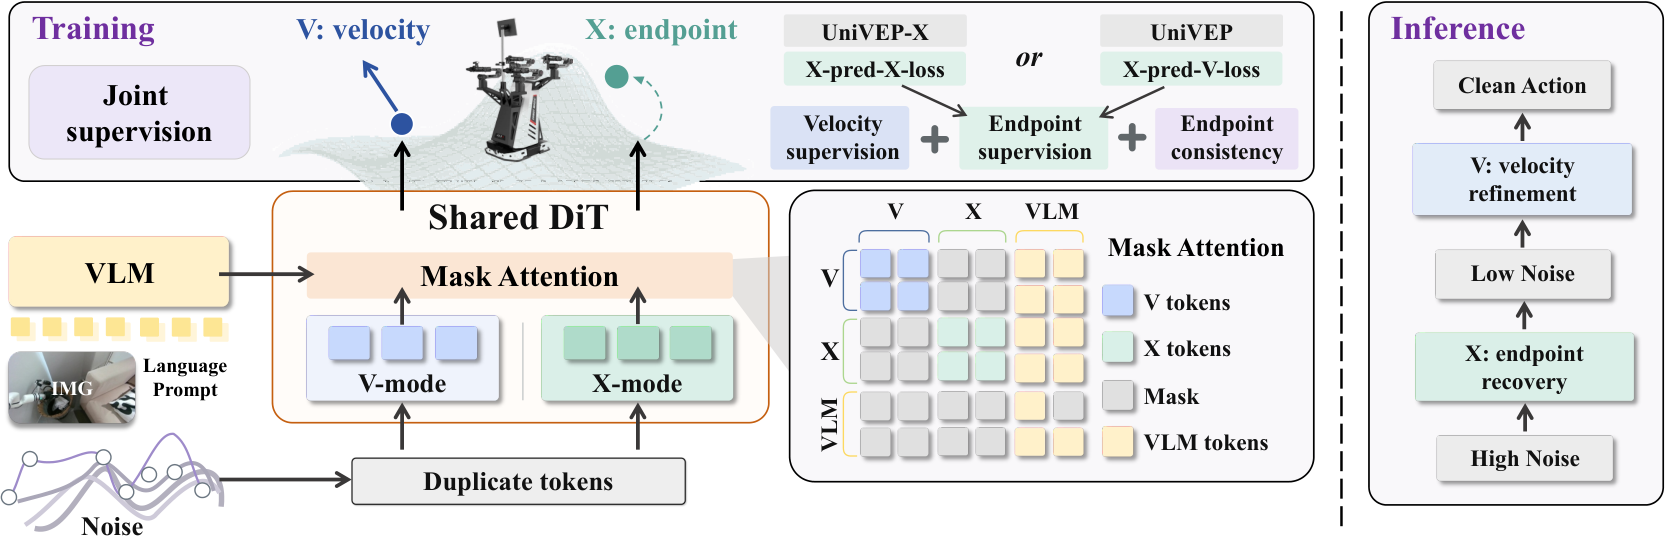 Training
Joint
supervision
V: velocity
X: endpoint
UniVEP-X
X-pred-X-loss
or
UniVEP
X-pred-V-loss
Velocity
supervision
+
Endpoint
supervision
+
Endpoint
consistency
Shared DiT
Mask Attention
V-mode
X-mode
Duplicate tokens
VLM
IMG
Language
Prompt
Noise
V X VLM
V
X
VLM
Mask Attention
V tokens
X tokens
Mask
VLM tokens
Inference
Clean Action
V: velocity
refinement
Low Noise
X: endpoint
recovery
High Noise